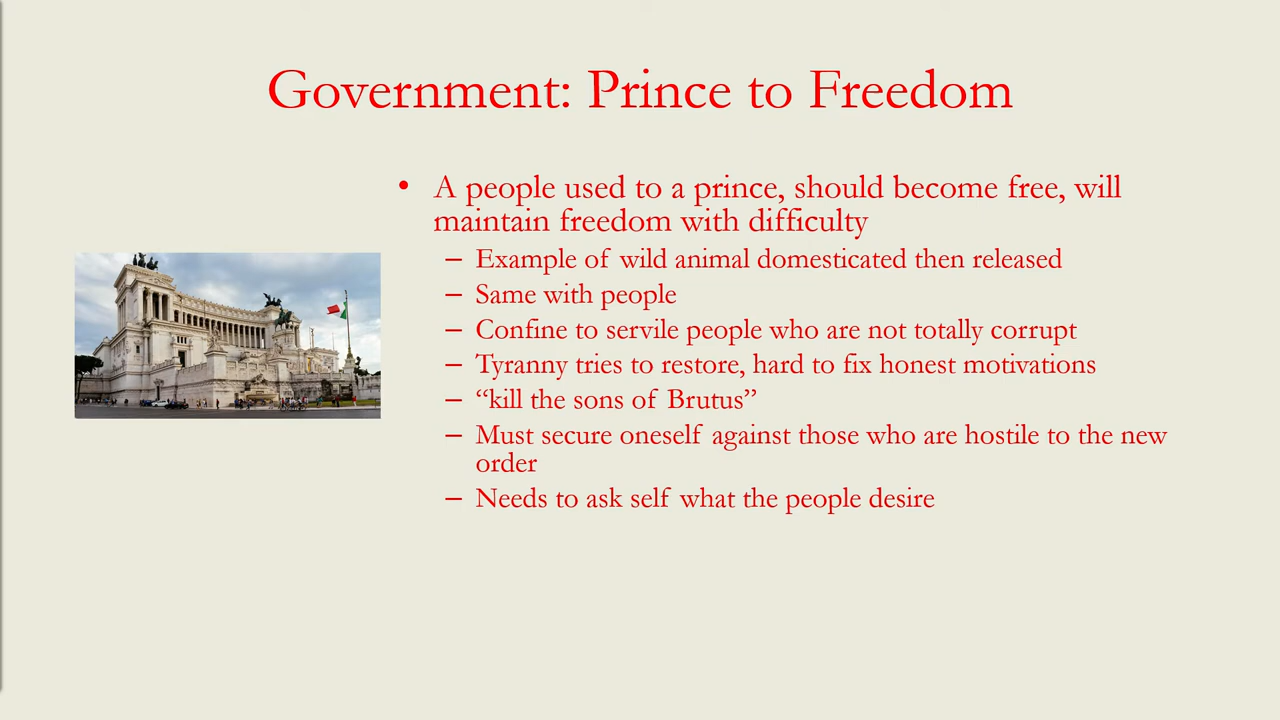 Government: Prince to Freedom
• A people used to a prince, should become free, will
maintain freedom with difficulty
– Example of wild animal domesticated then released
– Same with people
– Confine to servile people who are not totally corrupt
– Tyranny tries to restore, hard to fix honest motivations
– “kill the sons of Brutus”
– Must secure oneself against those who are hostile to the new
order
– Needs to ask self what the people desire